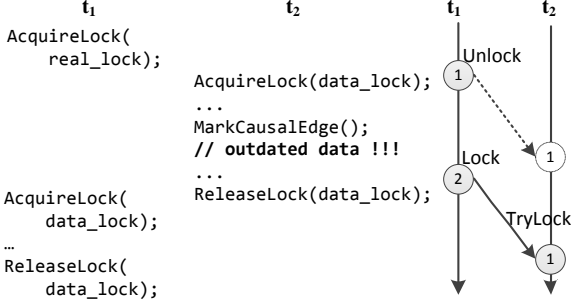 t₁ t₂ t₁ t₂
AcquireLock(
real_lock);
AcquireLock(data_lock);
...
MarkCausalEdge();
// outdated data !!!
...
ReleaseLock(data_lock);
AcquireLock(
data_lock);
…
ReleaseLock(
data_lock);
Unlock
1
1
Lock
2
TryLock
1